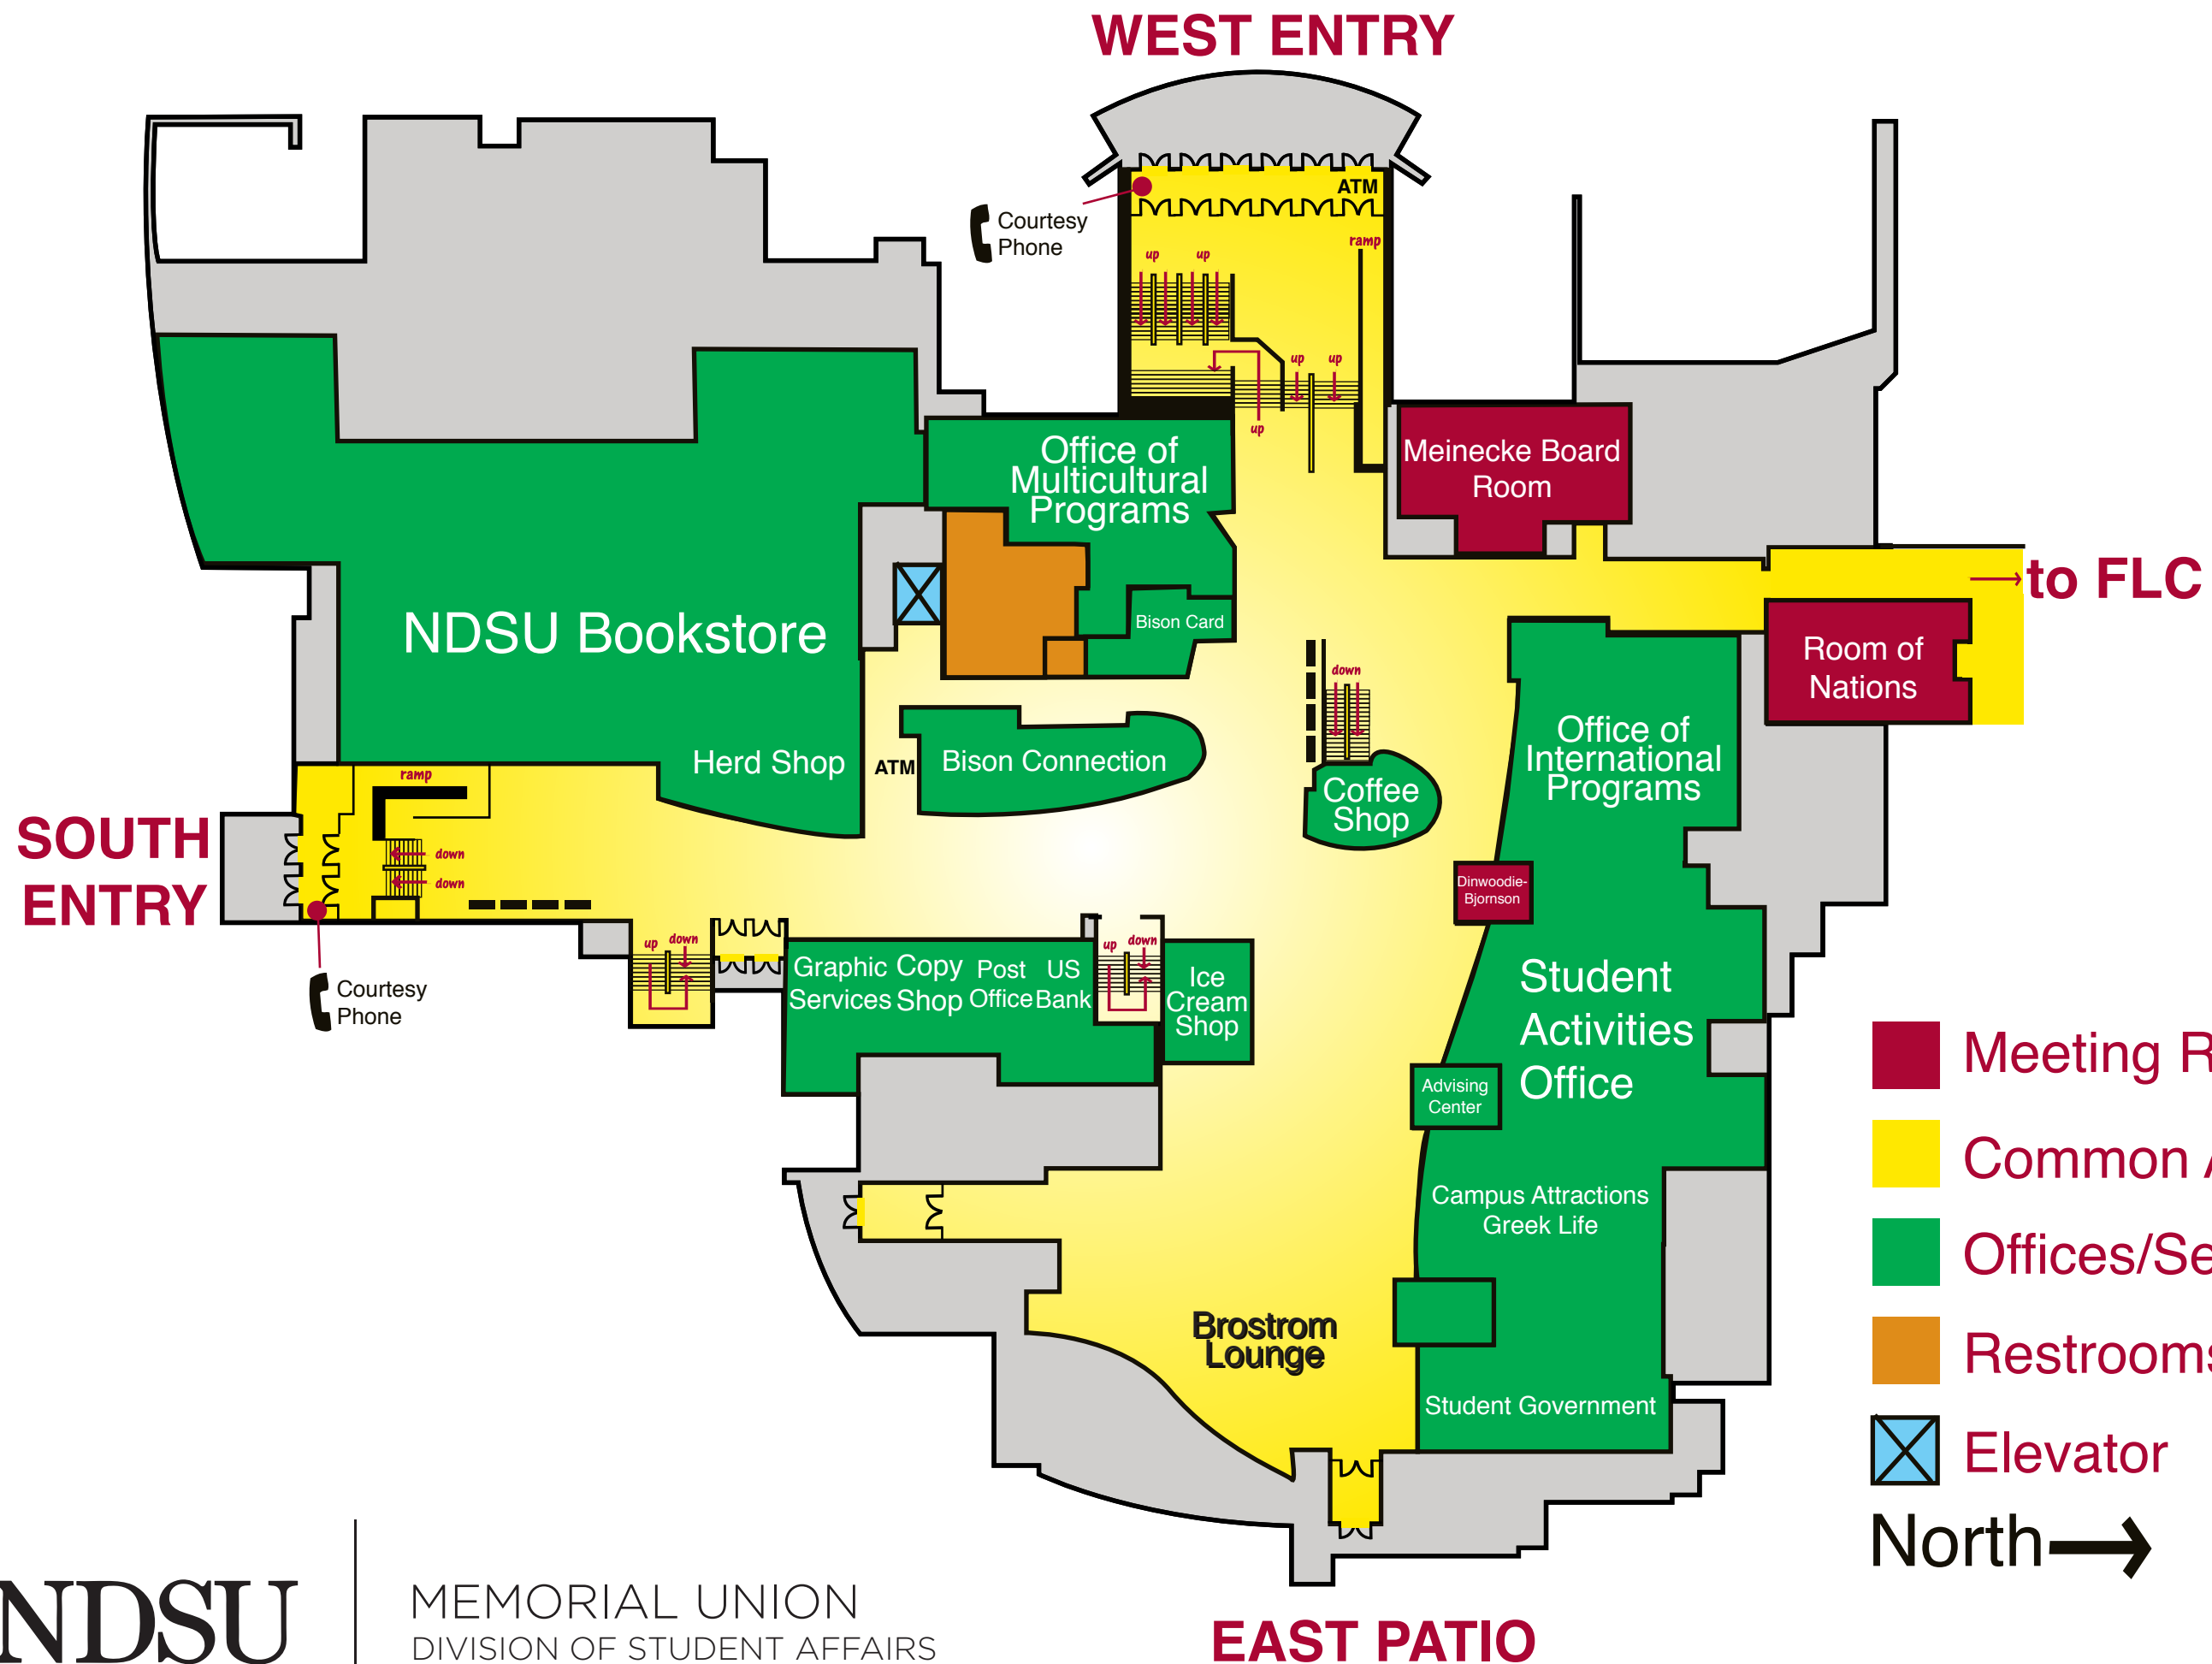 WEST ENTRY
ATM
Courtesy
Phone
ramp
up
up
up
up
up
Office of
Multicultural
Programs
Meinecke Board
Room
to FLC
NDSU Bookstore
Bison Card
Room of
Nations
down
Herd Shop
ATM
Bison Connection
Coffee
Shop
Office of
International
Programs
ramp
SOUTH
ENTRY
down
down
Dinwoodie-
Bjornson
Courtesy
Phone
up
down
Graphic
Services
Copy
Shop
Post
Office
US
Bank
up
down
Ice
Cream
Shop
Student
Activities
Office
Advising
Center
Campus Attractions
Greek Life
Brostrom
Lounge
Student Government
Meeting R
Common A
Offices/Se
Restrooms
Elevator
North
EAST PATIO
NDSU
MEMORIAL UNION
DIVISION OF STUDENT AFFAIRS